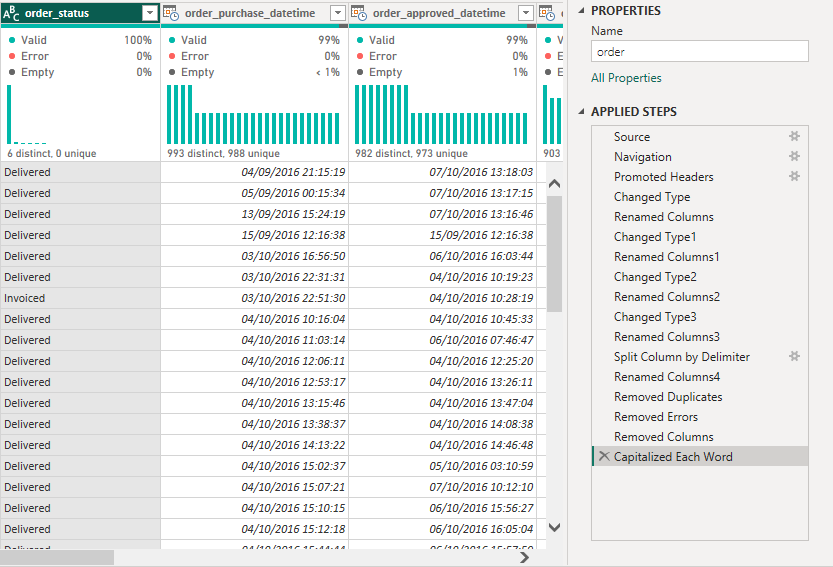 ABC order_status order_purchase_datetime order_approved_datetime
Valid 100% Valid 99% Valid 99% V
Error 0% Error 0% Error 0% E
Empty 0% Empty < 1% Empty 1% E
6 distinct, 0 unique 993 distinct, 988 unique 982 distinct, 973 unique 903
Delivered 04/09/2016 21:15:19 07/10/2016 13:18:03
Delivered 05/09/2016 00:15:34 07/10/2016 13:17:15
Delivered 13/09/2016 15:24:19 07/10/2016 13:16:46
Delivered 15/09/2016 12:16:38 15/09/2016 12:16:38
Delivered 03/10/2016 16:56:50 06/10/2016 16:03:44
Delivered 03/10/2016 22:31:31 04/10/2016 10:19:23
Invoiced 03/10/2016 22:51:30 04/10/2016 10:28:19
Delivered 04/10/2016 10:16:04 04/10/2016 10:45:33
Delivered 04/10/2016 11:03:14 06/10/2016 07:46:47
Delivered 04/10/2016 12:06:11 04/10/2016 12:25:20
Delivered 04/10/2016 12:53:17 04/10/2016 13:26:11
Delivered 04/10/2016 13:15:46 04/10/2016 13:47:04
Delivered 04/10/2016 13:38:37 04/10/2016 14:08:38
Delivered 04/10/2016 14:13:22 04/10/2016 14:46:48
Delivered 04/10/2016 15:02:37 05/10/2016 03:10:59
Delivered 04/10/2016 15:07:21 07/10/2016 10:12:10
Delivered 04/10/2016 15:10:15 06/10/2016 15:56:27
Delivered 04/10/2016 15:12:18 06/10/2016 16:05:04
Delivered 04/10/2016 15:44:44 06/10/2016 15:57:50
PROPERTIES
Name
order
All Properties
APPLIED STEPS
Source
Navigation
Promoted Headers
Changed Type
Renamed Columns
Changed Type1
Renamed Columns1
Changed Type2
Renamed Columns2
Changed Type3
Renamed Columns3
Split Column by Delimiter
Renamed Columns4
Removed Duplicates
Removed Errors
Removed Columns
Capitalized Each Word